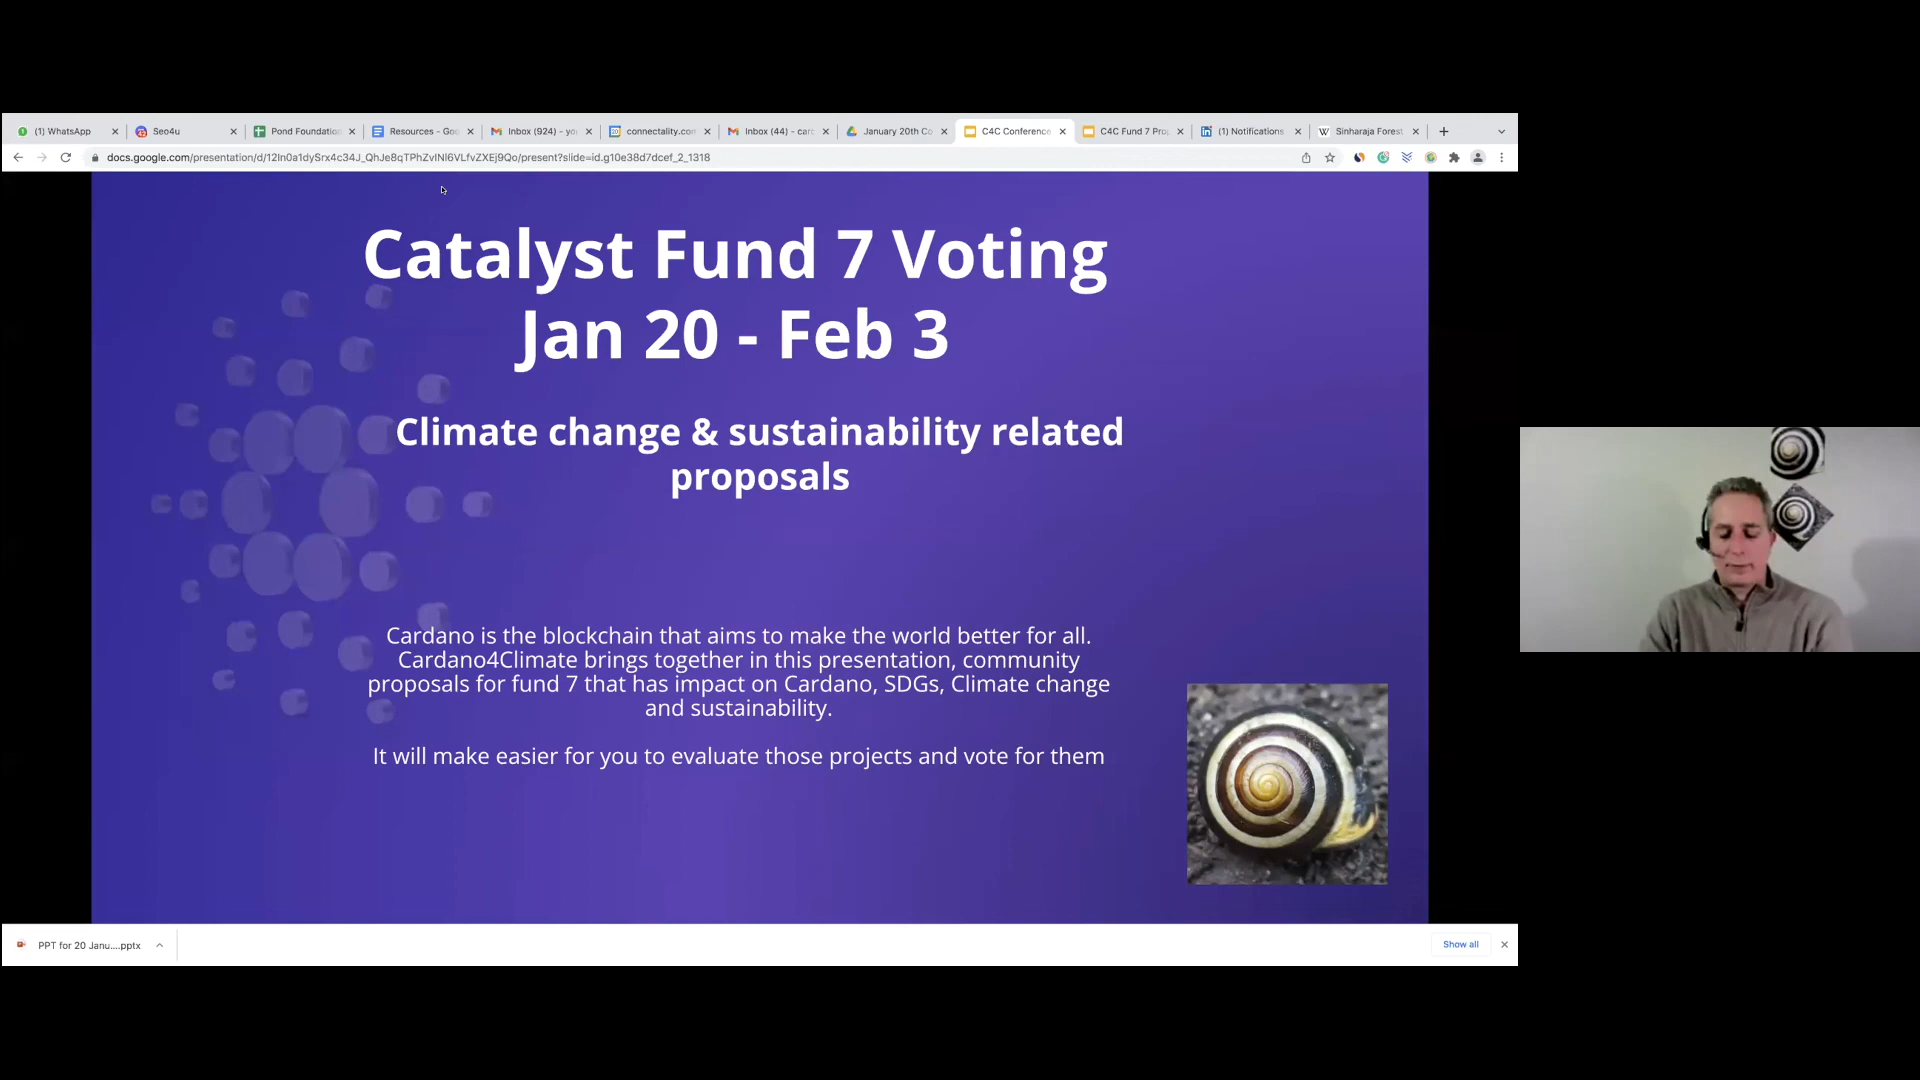 (1) WhatsApp
Seo4u
Pond Foundation
Resources - Goo
Inbox (924) - yo
connectality.com
Inbox (44) - car
January 20th Co
C4C Conference
C4C Fund 7 Pro
(1) Notifications
Sinharaja Forest
docs.google.com/presentation/d/12In0a1dySrx4c34J_QhJe8qTPhZvINl6VLfvZXEj9Qo/present?slide=id.g10e38d7dcef_2_1318
Catalyst Fund 7 Voting
Jan 20 - Feb 3
Climate change & sustainability related
proposals
Cardano is the blockchain that aims to make the world better for all.
Cardano4Climate brings together in this presentation, community
proposals for fund 7 that has impact on Cardano, SDGs, Climate change
and sustainability.
It will make easier for you to evaluate those projects and vote for them
PPT for 20 Janu....pptx
Show all